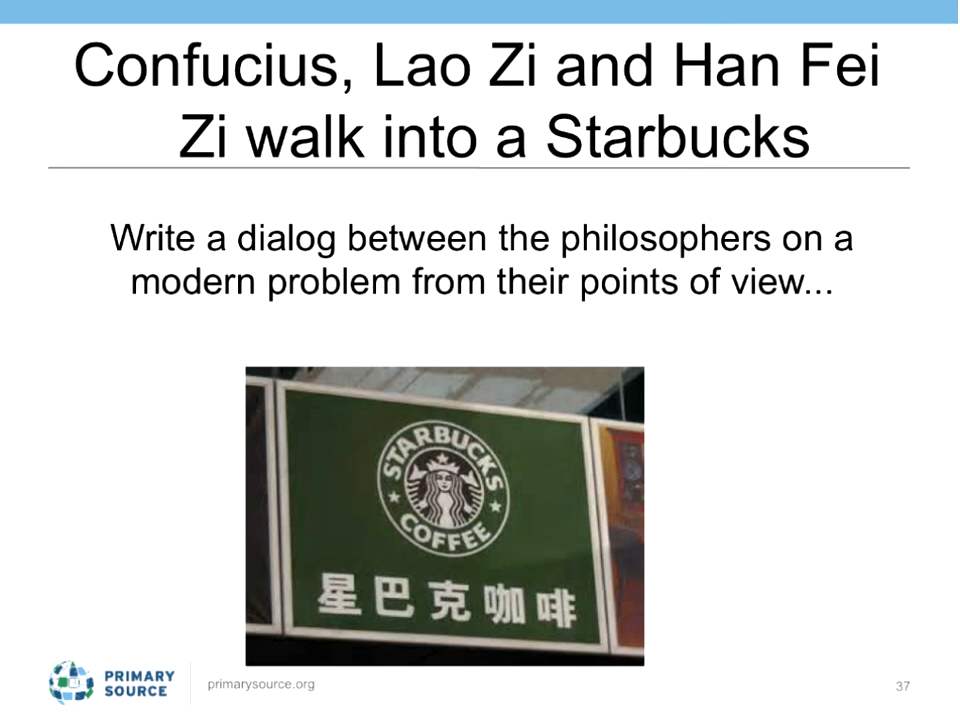 Confucius, Lao Zi and Han Fei
Zi walk into a Starbucks
Write a dialog between the philosophers on a
modern problem from their points of view...
STARBUCKS
COFFEE
星巴克咖啡
PRIMARY
SOURCE
primarysource.org
37